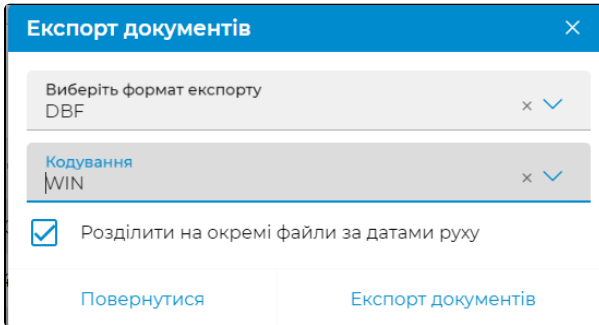 Експорт документів
Виберіть формат експорту
DBF
Кодування
WIN
Розділити на окремі файли за датами руху
Повернутися Експорт документів